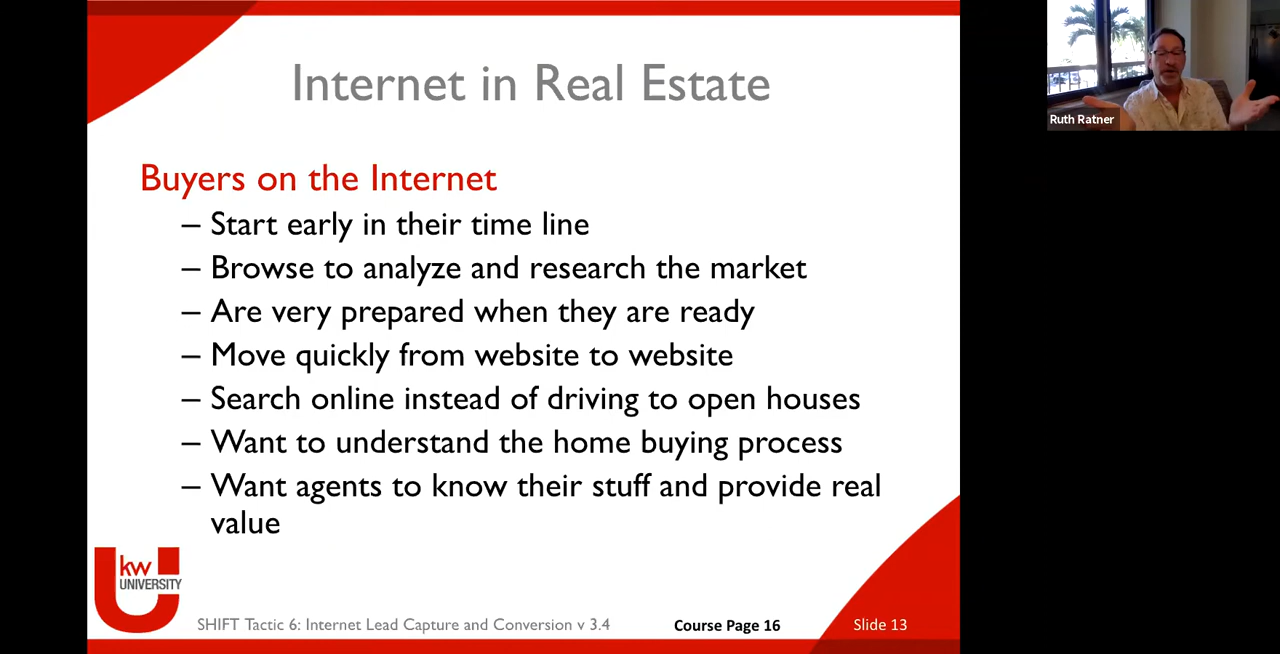 Internet in Real Estate
Ruth Ratner
Buyers on the Internet
– Start early in their time line
– Browse to analyze and research the market
– Are very prepared when they are ready
– Move quickly from website to website
– Search online instead of driving to open houses
– Want to understand the home buying process
– Want agents to know their stuff and provide real
value
kw
UNIVERSITY
SHIFT Tactic 6: Internet Lead Capture and Conversion v 3.4
Course Page 16
Slide 13